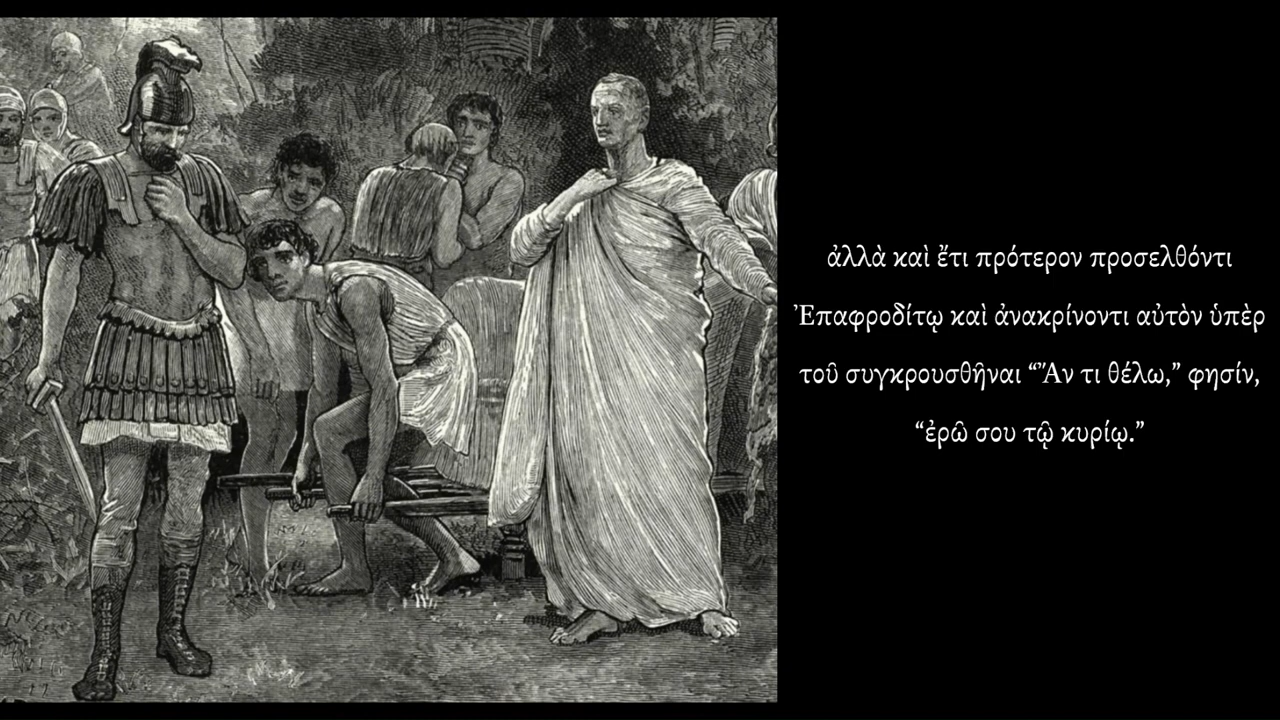 ἀλλὰ καὶ ἔτι πρότερον προσελθόντι
Ἐπαφροδίτῳ καὶ ἀνακρίνοντι αὐτὸν ὑπὲρ
τοῦ συγκρουσθῆναι “Ἄν τι θέλω,” φησίν,
“ἐρῶ σου τῷ κυρίῳ.”